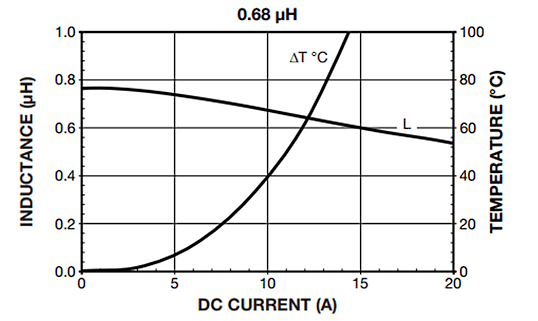 0.68 µH
1.0 100
ΔT °C
0.8 80
0.6 L 60
0.4 40
0.2 20
0.0 0
0 5 10 15 20
DC CURRENT (A)
INDUCTANCE (µH)
TEMPERATURE (°C)